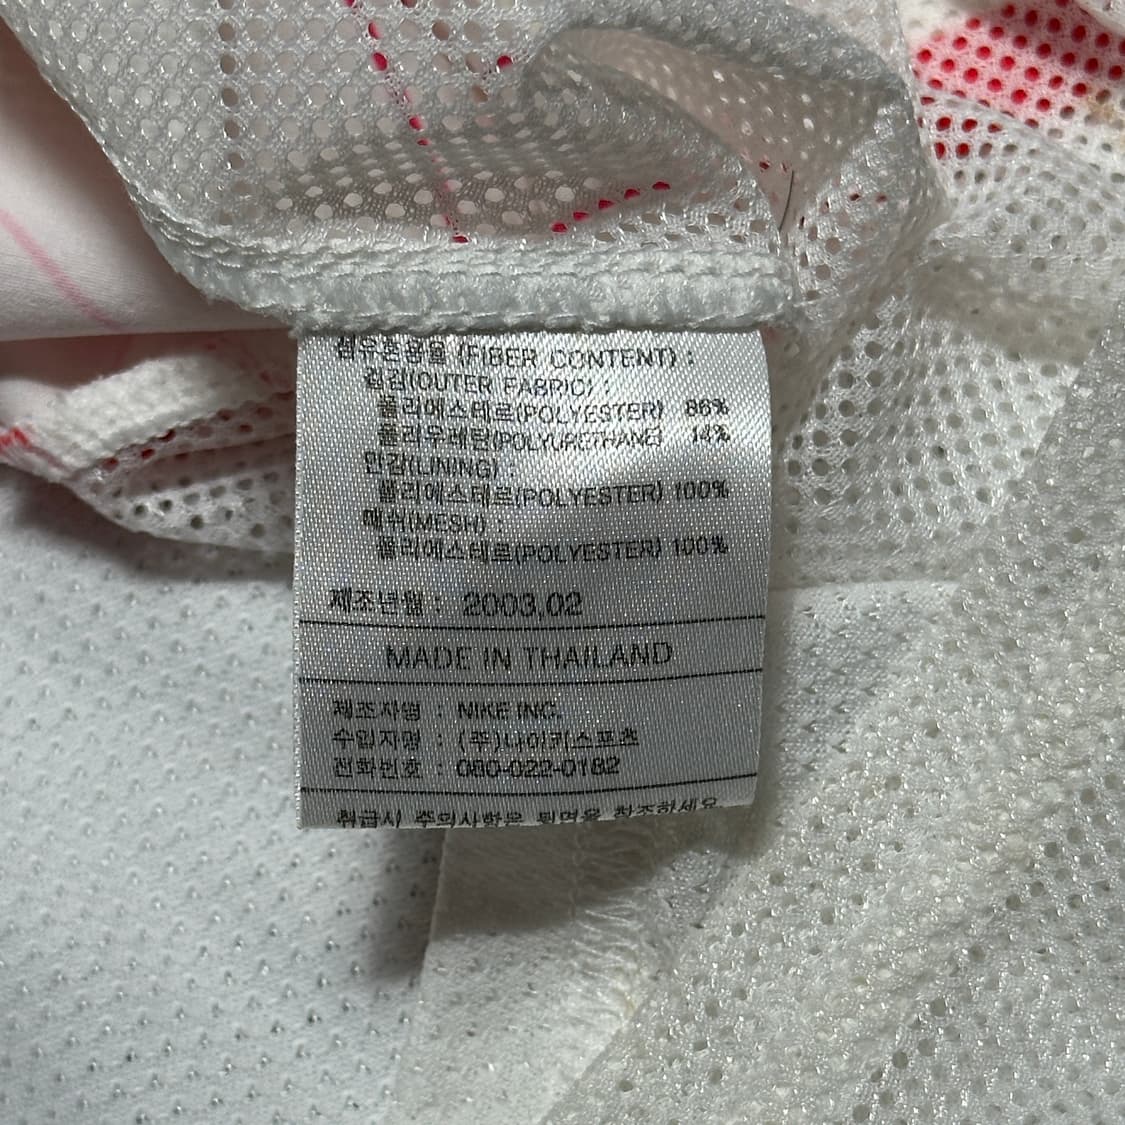 섬유혼용율 (FIBER CONTENT) :
겉감(OUTER FABRIC) :
폴리에스테르(POLYESTER) 86%
폴리우레탄(POLYURETHANE) 14%
안감(LINING) :
폴리에스테르(POLYESTER) 100%
매쉬(MESH) :
폴리에스테르(POLYESTER) 100%
제조년월 : 2003.02
MADE IN THAILAND
제조자명 : NIKE INC.
수입자명 : (주)나이키스포츠
전화번호 : 080-022-0182
취급시 주의사항은 뒷면을 참조하세요